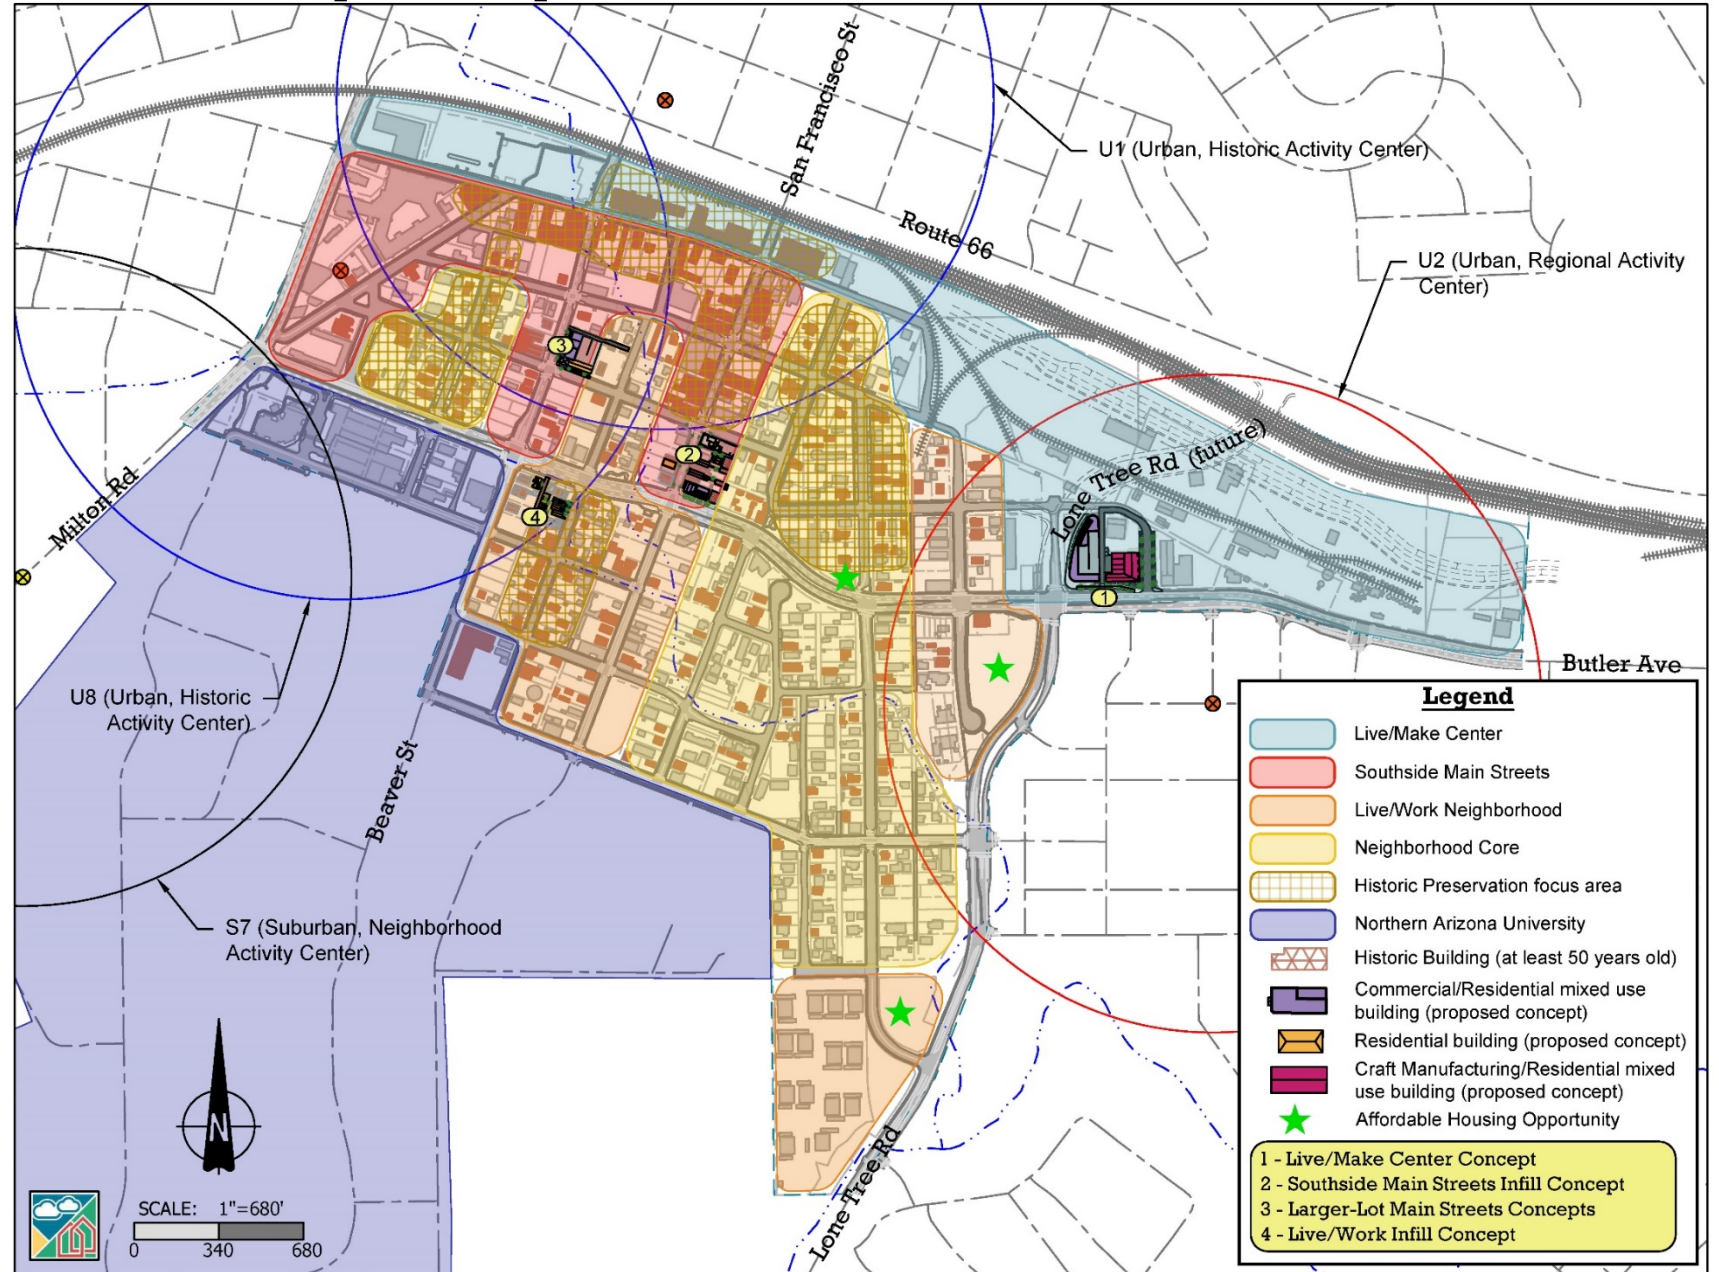 San Francisco St
U1 (Urban, Historic Activity Center)
Route 66
U2 (Urban, Regional Activity
Center)
3
2
Lone Tree Rd (future)
Milton Rd
4
1
Butler Ave
U8 (Urban, Historic
Activity Center)
Beaver St
S7 (Suburban, Neighborhood
Activity Center)
Lone Tree Rd
N
SCALE: 1"=680'
0 340 680
Legend
Live/Make Center
Southside Main Streets
Live/Work Neighborhood
Neighborhood Core
Historic Preservation focus area
Northern Arizona University
Historic Building (at least 50 years old)
Commercial/Residential mixed use
building (proposed concept)
Residential building (proposed concept)
Craft Manufacturing/Residential mixed
use building (proposed concept)
Affordable Housing Opportunity
1 - Live/Make Center Concept
2 - Southside Main Streets Infill Concept
3 - Larger-Lot Main Streets Concepts
4 - Live/Work Infill Concept